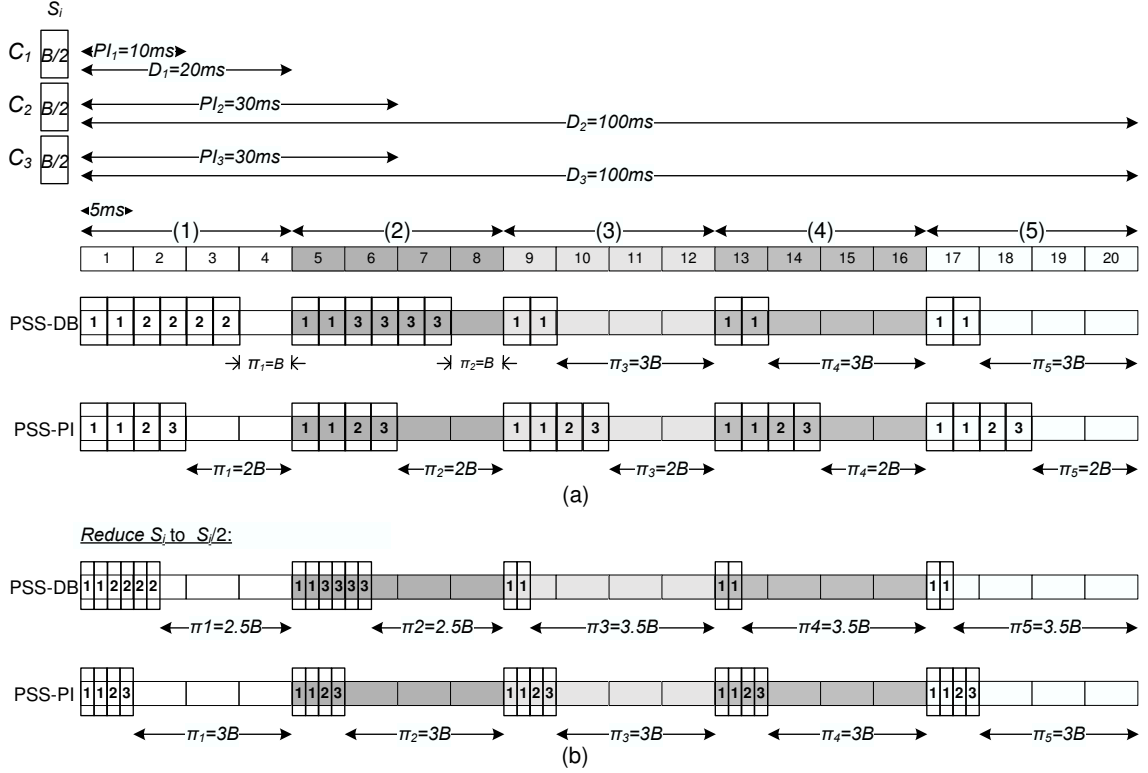 S_i
C_1 B/2 PI_1=10ms
D_1=20ms
C_2 B/2 PI_2=30ms
D_2=100ms
C_3 B/2 PI_3=30ms
D_3=100ms
5ms
(1) (2) (3) (4) (5)
1 2 3 4 5 6 7 8 9 10 11 12 13 14 15 16 17 18 19 20
PSS-DB 1 1 2 2 2 2 1 1 3 3 3 3 1 1 1 1 1 1
π_1=B π_2=B π_3=3B π_4=3B π_5=3B
PSS-PI 1 1 2 3 1 1 2 3 1 1 2 3 1 1 2 3 1 1 2 3
π_1=2B π_2=2B π_3=2B π_4=2B π_5=2B
(a)
Reduce S_i to S_i/2:
PSS-DB 1 1 2 2 2 2 1 1 3 3 3 3 1 1 1 1 1 1
π1=2.5B π2=2.5B π3=3.5B π4=3.5B π5=3.5B
PSS-PI 1 1 2 3 1 1 2 3 1 1 2 3 1 1 2 3 1 1 2 3
π_1=3B π_2=3B π_3=3B π_4=3B π_5=3B
(b)